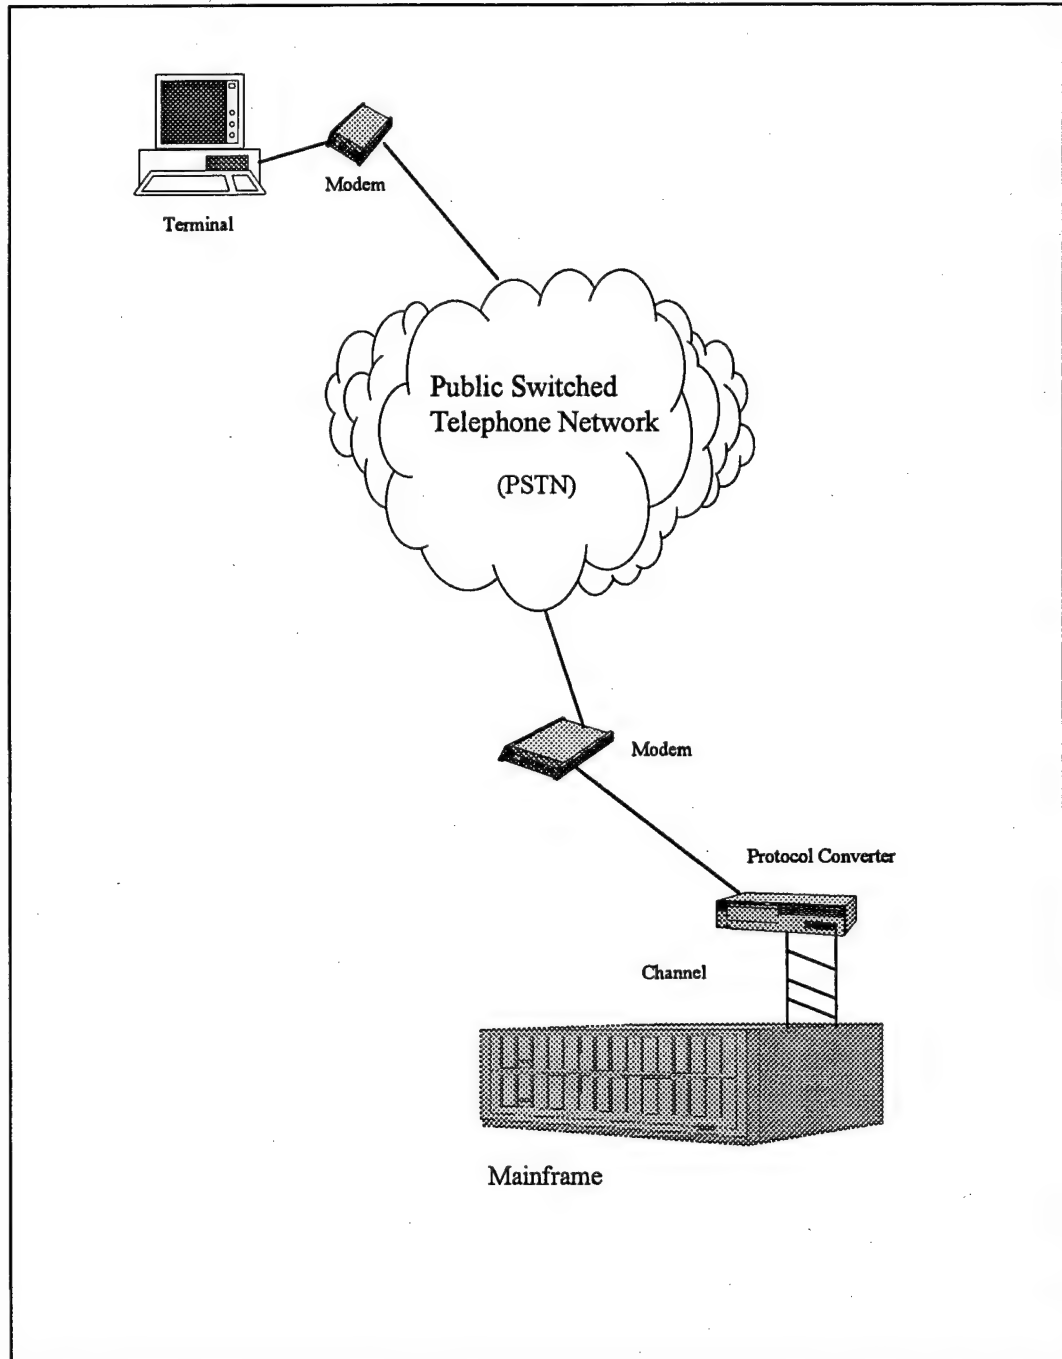 Modem
Terminal
Public Switched
Telephone Network
(PSTN)
Modem
Protocol Converter
Channel
Mainframe